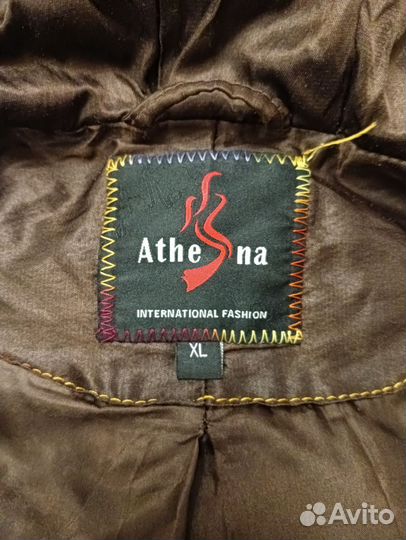 Athe na
INTERNATIONAL FASHION
XL
Avito